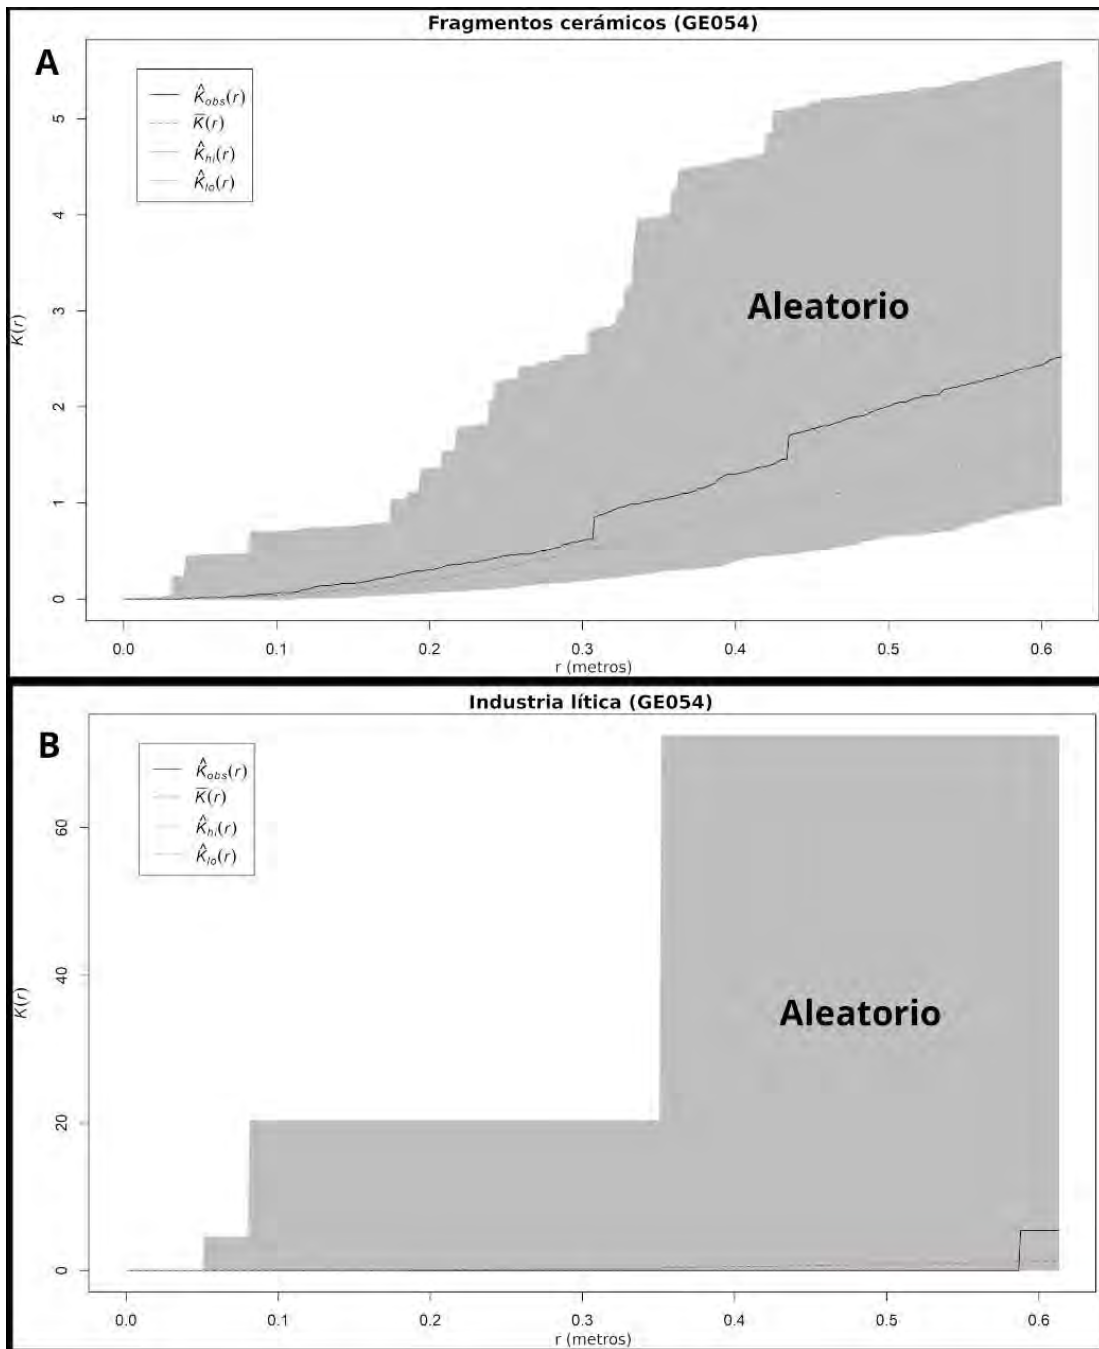 Fragmentos cerámicos (GE054)
A
K̂obs(r)
K̄(r)
K̂hi(r)
K̂lo(r)
5
4
3
2
1
0
K(r)
Aleatorio
0.0 0.1 0.2 0.3 0.4 0.5 0.6
r (metros)
Industria lítica (GE054)
B
K̂obs(r)
K̄(r)
K̂hi(r)
K̂lo(r)
60
40
20
0
K(r)
Aleatorio
0.0 0.1 0.2 0.3 0.4 0.5 0.6
r (metros)